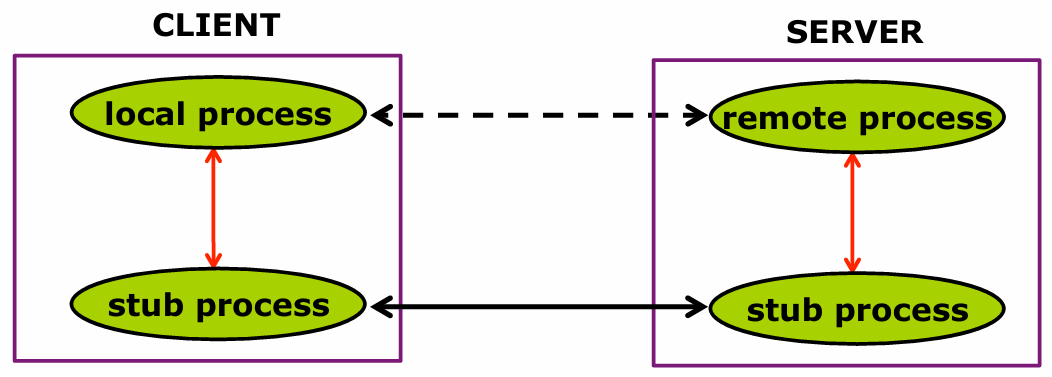 CLIENT
SERVER
local process
remote process
stub process
stub process